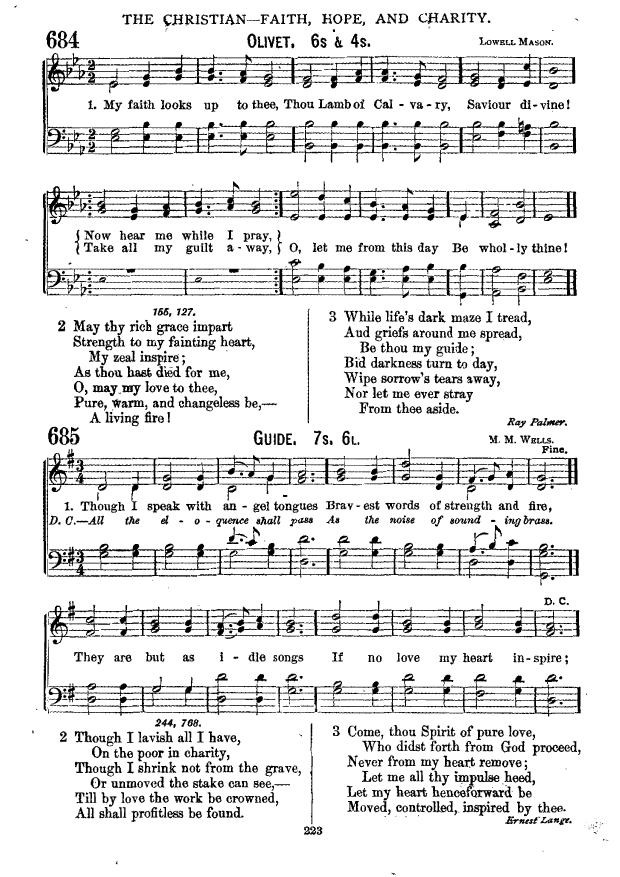 THE CHRISTIAN—FAITH, HOPE, AND CHARITY.
684 OLIVET. 6s & 4s. LOWELL MASON.
1. My faith looks up to thee, Thou Lamb of Cal - va - ry, Saviour di - vine!
{ Now hear me while I pray, }
{ Take all my guilt a - way, } O, let me from this day Be whol - ly thine!
166, 127.
2 May thy rich grace impart
Strength to my fainting heart,
My zeal inspire;
As thou hast died for me,
O, may my love to thee,
Pure, warm, and changeless be,—
A living fire!
3 While life's dark maze I tread,
Aud griefs around me spread,
Be thou my guide;
Bid darkness turn to day,
Wipe sorrow's tears away,
Nor let me ever stray
From thee aside.
Ray Palmer.
685 GUIDE. 7s. 6L. M. M. WELLS.
Fine.
1. Though I speak with an - gel tongues Brav - est words of strength and fire,
D. C.—All the el - o - quence shall pass As the noise of sound - ing brass.
D. C.
They are but as i - dle songs If no love my heart in - spire;
244, 768.
2 Though I lavish all I have,
On the poor in charity,
Though I shrink not from the grave,
Or unmoved the stake can see,—
Till by love the work be crowned,
All shall profitless be found.
3 Come, thou Spirit of pure love,
Who didst forth from God proceed,
Never from my heart remove;
Let me all thy impulse heed,
Let my heart henceforward be
Moved, controlled, inspired by thee.
Ernest Lange.
223